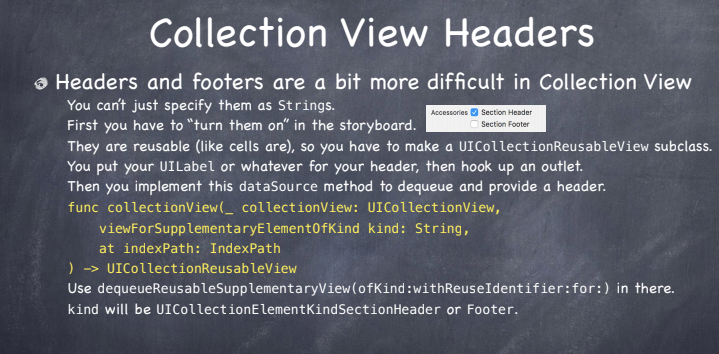 Collection View Headers
Headers and footers are a bit more difficult in Collection View
You can't just specify them as Strings.
First you have to "turn them on" in the storyboard.
Accessories Section Header
Section Footer
They are reusable (like cells are), so you have to make a UICollectionReusableView subclass.
You put your UILabel or whatever for your header, then hook up an outlet.
Then you implement this dataSource method to dequeue and provide a header.
func collectionView(_ collectionView: UICollectionView,
viewForSupplementaryElementOfKind kind: String,
at indexPath: IndexPath
) -> UICollectionReusableView
Use dequeueReusableSupplementaryView(ofKind:withReuseIdentifier:for:) in there.
kind will be UICollectionElementKindSectionHeader or Footer.